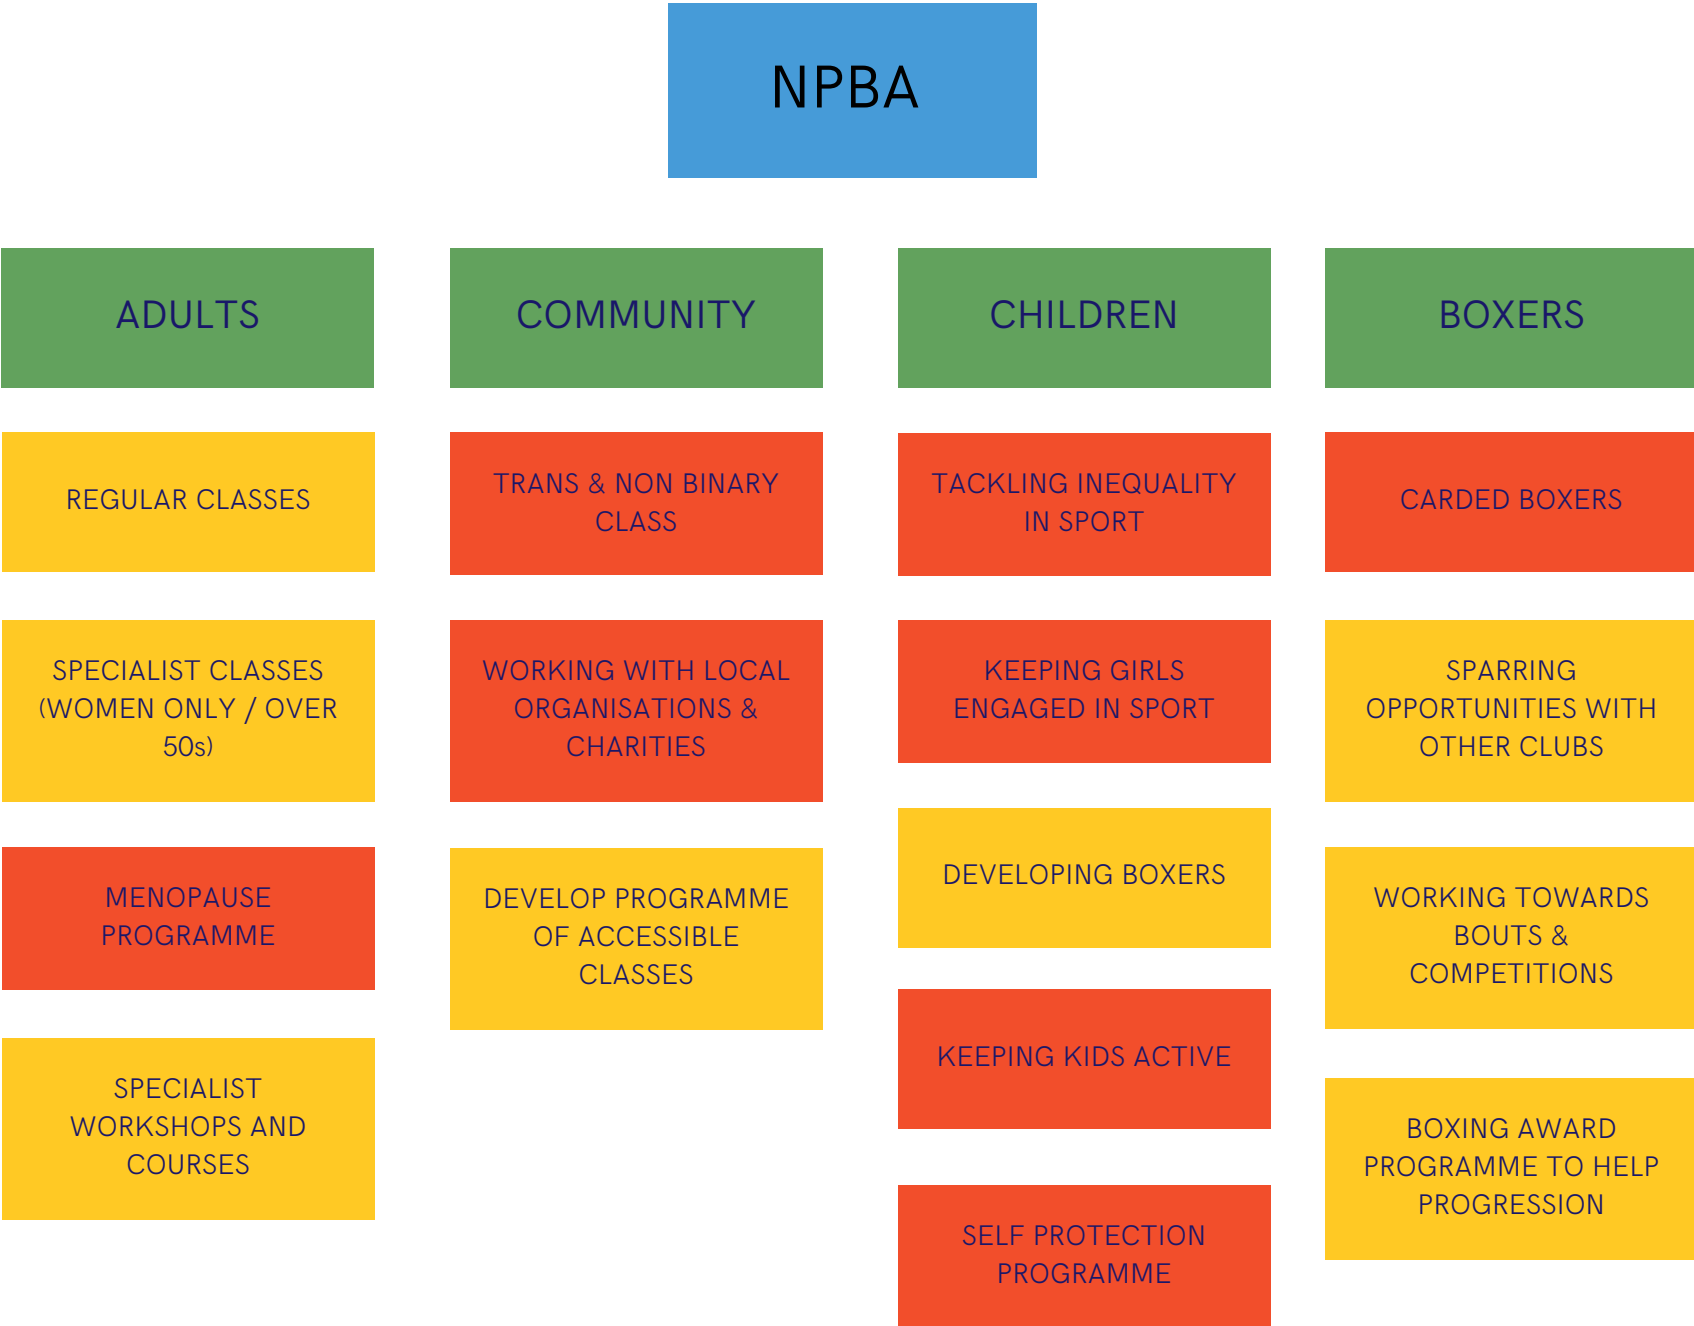 NPBA
ADULTS
COMMUNITY
CHILDREN
BOXERS
REGULAR CLASSES
SPECIALIST CLASSES
(WOMEN ONLY / OVER
50s)
MENOPAUSE
PROGRAMME
SPECIALIST
WORKSHOPS AND
COURSES
TRANS & NON BINARY
CLASS
WORKING WITH LOCAL
ORGANISATIONS &
CHARITIES
DEVELOP PROGRAMME
OF ACCESSIBLE
CLASSES
TACKLING INEQUALITY
IN SPORT
KEEPING GIRLS
ENGAGED IN SPORT
DEVELOPING BOXERS
KEEPING KIDS ACTIVE
SELF PROTECTION
PROGRAMME
CARDED BOXERS
SPARRING
OPPORTUNITIES WITH
OTHER CLUBS
WORKING TOWARDS
BOUTS &
COMPETITIONS
BOXING AWARD
PROGRAMME TO HELP
PROGRESSION